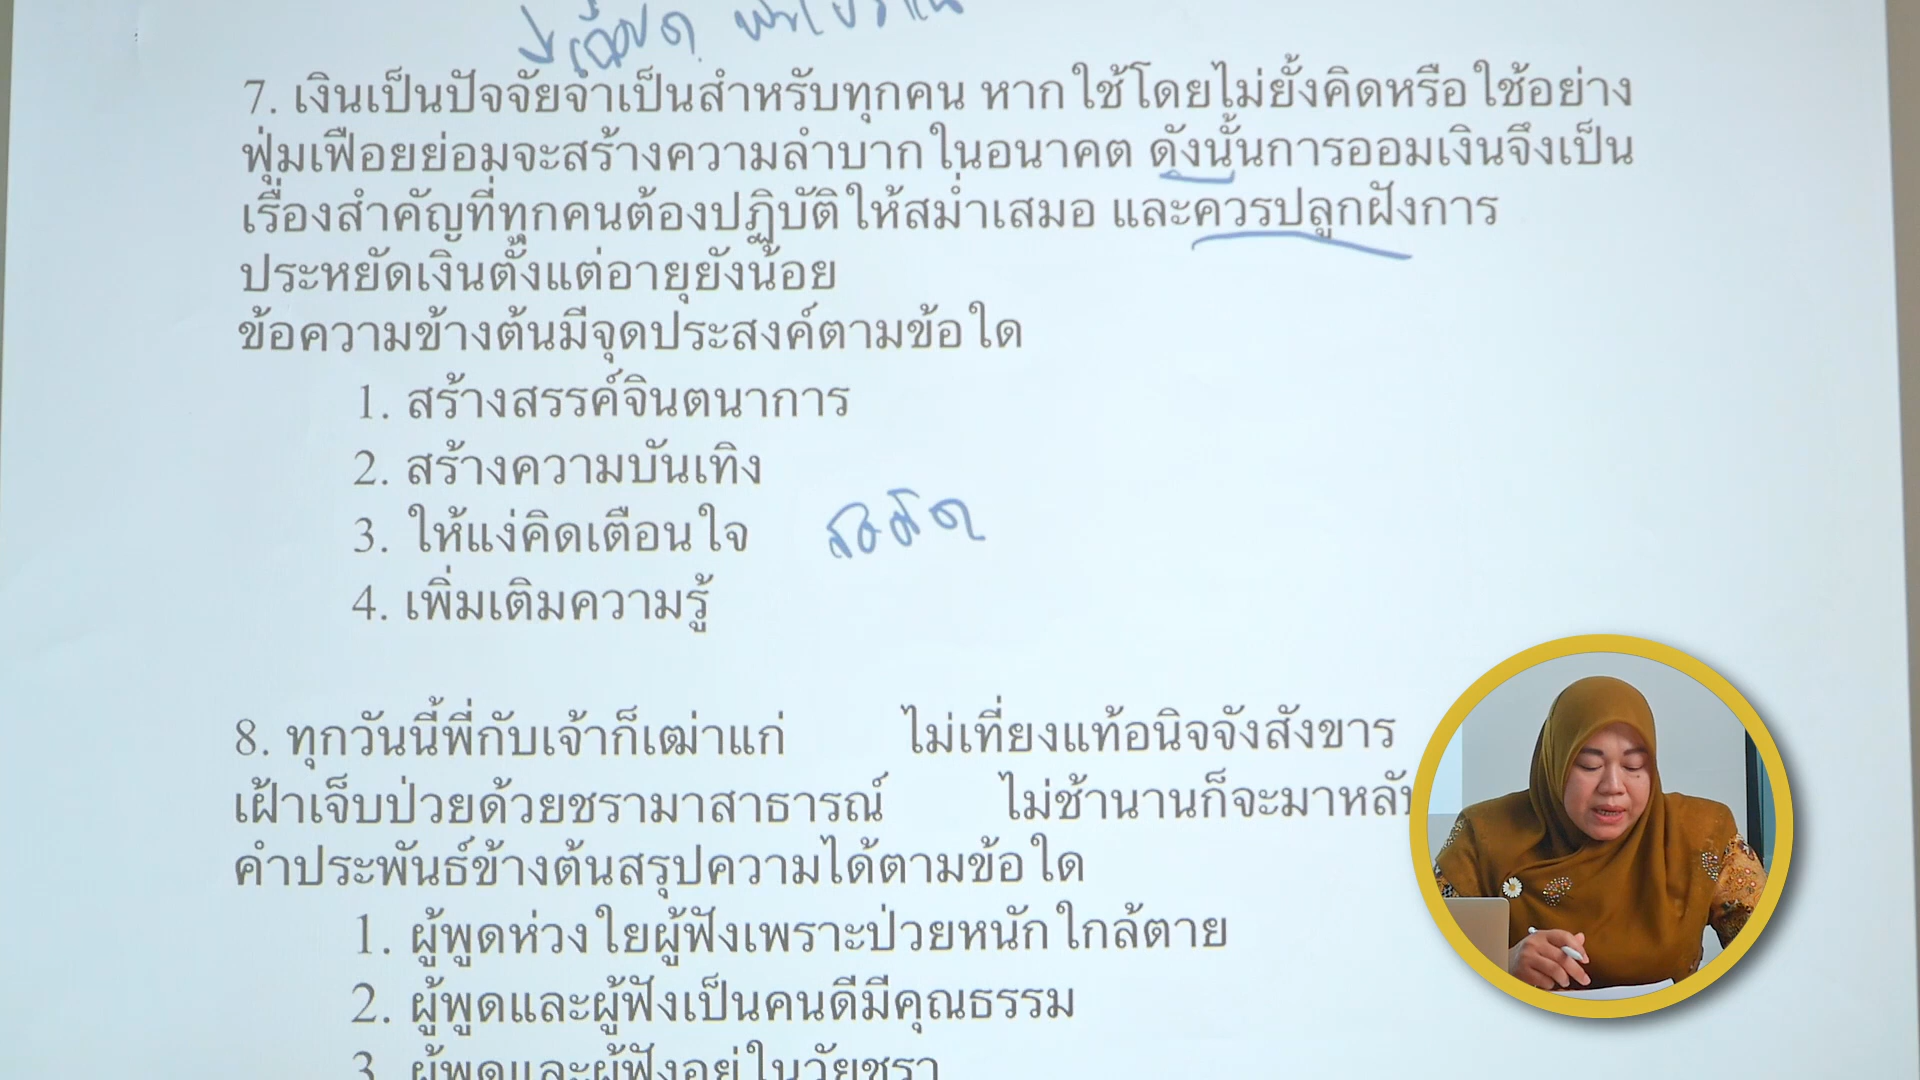 7. เงินเป็นปัจจัยจำเป็นสำหรับทุกคน หากใช้โดยไม่ยั้งคิดหรือใช้อย่าง
ฟุ่มเฟือยย่อมจะสร้างความลำบากในอนาคต ดังนั้นการออมเงินจึงเป็น
เรื่องสำคัญที่ทุกคนต้องปฏิบัติให้สม่ำเสมอ และควรปลูกฝังการ
ประหยัดเงินตั้งแต่อายุยังน้อย
ข้อความข้างต้นมีจุดประสงค์ตามข้อใด
1. สร้างสรรค์จินตนาการ
2. สร้างความบันเทิง
3. ให้แง่คิดเตือนใจ
4. เพิ่มเติมความรู้
8. ทุกวันนี้พี่กับเจ้าก็เฒ่าแก่ ไม่เที่ยงแท้อนิจจังสังขาร
เฝ้าเจ็บป่วยด้วยชรามาสาธารณ์ ไม่ช้านานก็จะมา
คำประพันธ์ข้างต้นสรุปความได้ตามข้อใด
1. ผู้พูดห่วงใยผู้ฟังเพราะป่วยหนักใกล้ตาย
2. ผู้พูดและผู้ฟังเป็นคนดีมีคุณธรรม
3. ผู้พูดและผู้ฟังอยู่ในวัยชรา